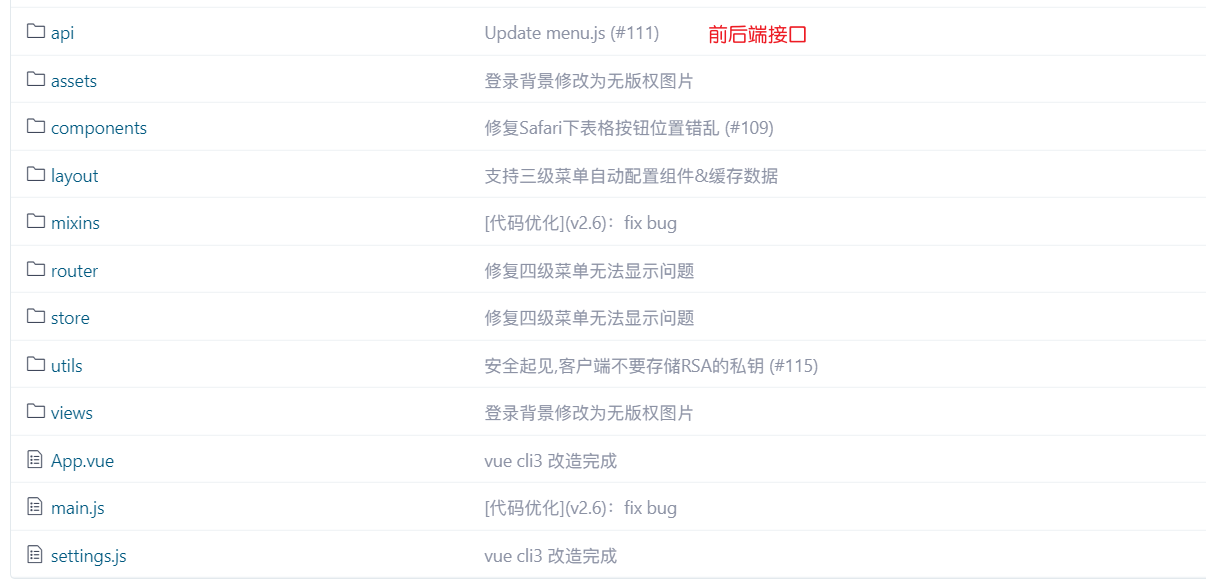 api Update menu.js (#111) 前后端接口
assets 登录背景修改为无版权图片
components 修复Safari下表格按钮位置错乱 (#109)
layout 支持三级菜单自动配置组件&缓存数据
mixins [代码优化](v2.6)：fix bug
router 修复四级菜单无法显示问题
store 修复四级菜单无法显示问题
utils 安全起见,客户端不要存储RSA的私钥 (#115)
views 登录背景修改为无版权图片
App.vue vue cli3 改造完成
main.js [代码优化](v2.6)：fix bug
settings.js vue cli3 改造完成